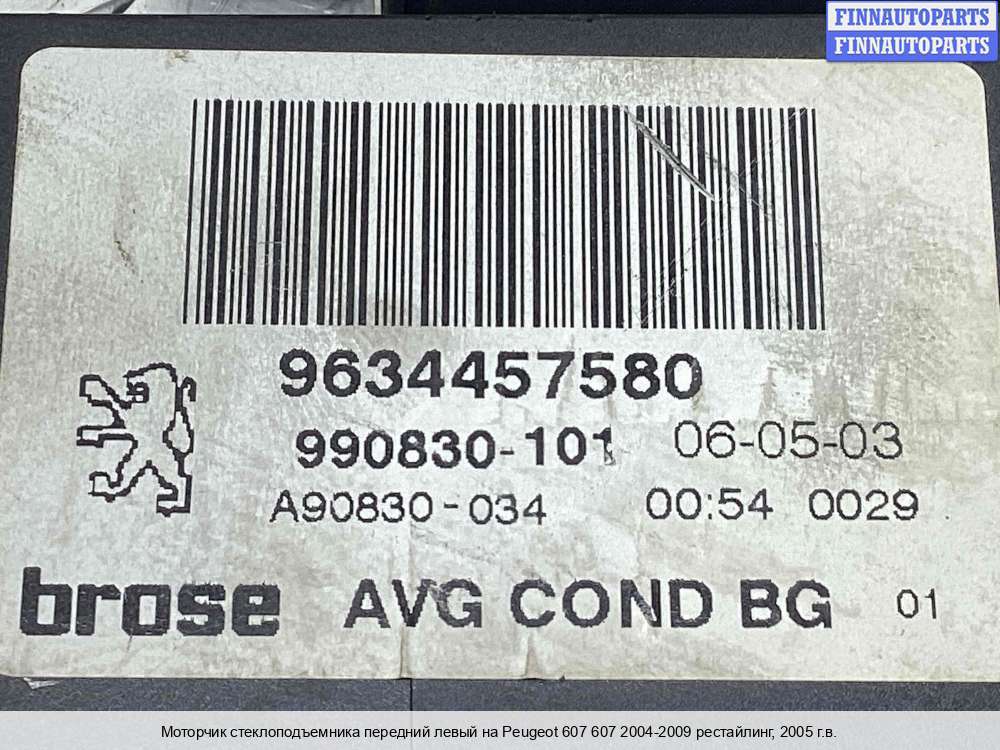 FINNAUTOPARTS
FINNAUTOPARTS
9634457580
990830-101 06-05-03
A90830-034 00:54 0029
brose AVG COND BG 01
Моторчик стеклоподъемника передний левый на Peugeot 607 607 2004-2009 рестайлинг, 2005 г.в.